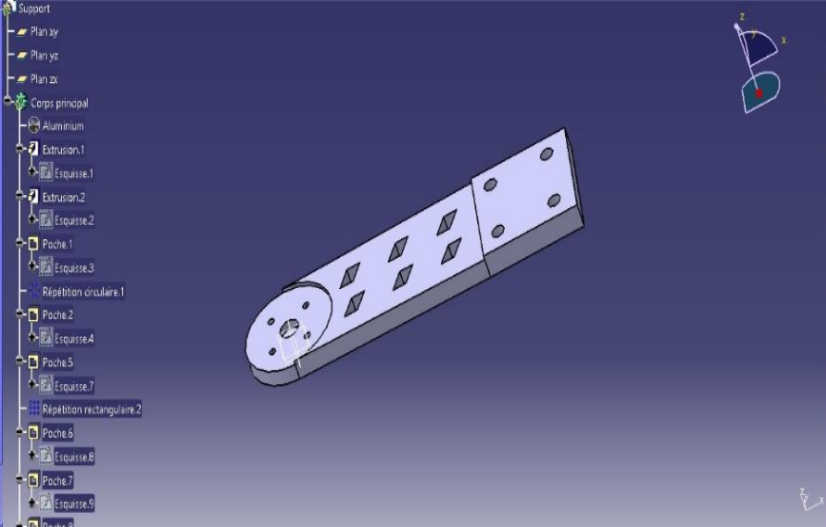 Support
Plan xy
Plan yz
Plan zx
Corps principal
Aluminium
Extrusion.1
Esquisse.1
Extrusion.2
Esquisse.2
Poche.1
Esquisse.3
Répétition circulaire.1
Poche.2
Esquisse.4
Poche.5
Esquisse.7
Répétition rectangulaire.2
Poche.6
Esquisse.8
Poche.7
Esquisse.9
z
y
x
z
y
x